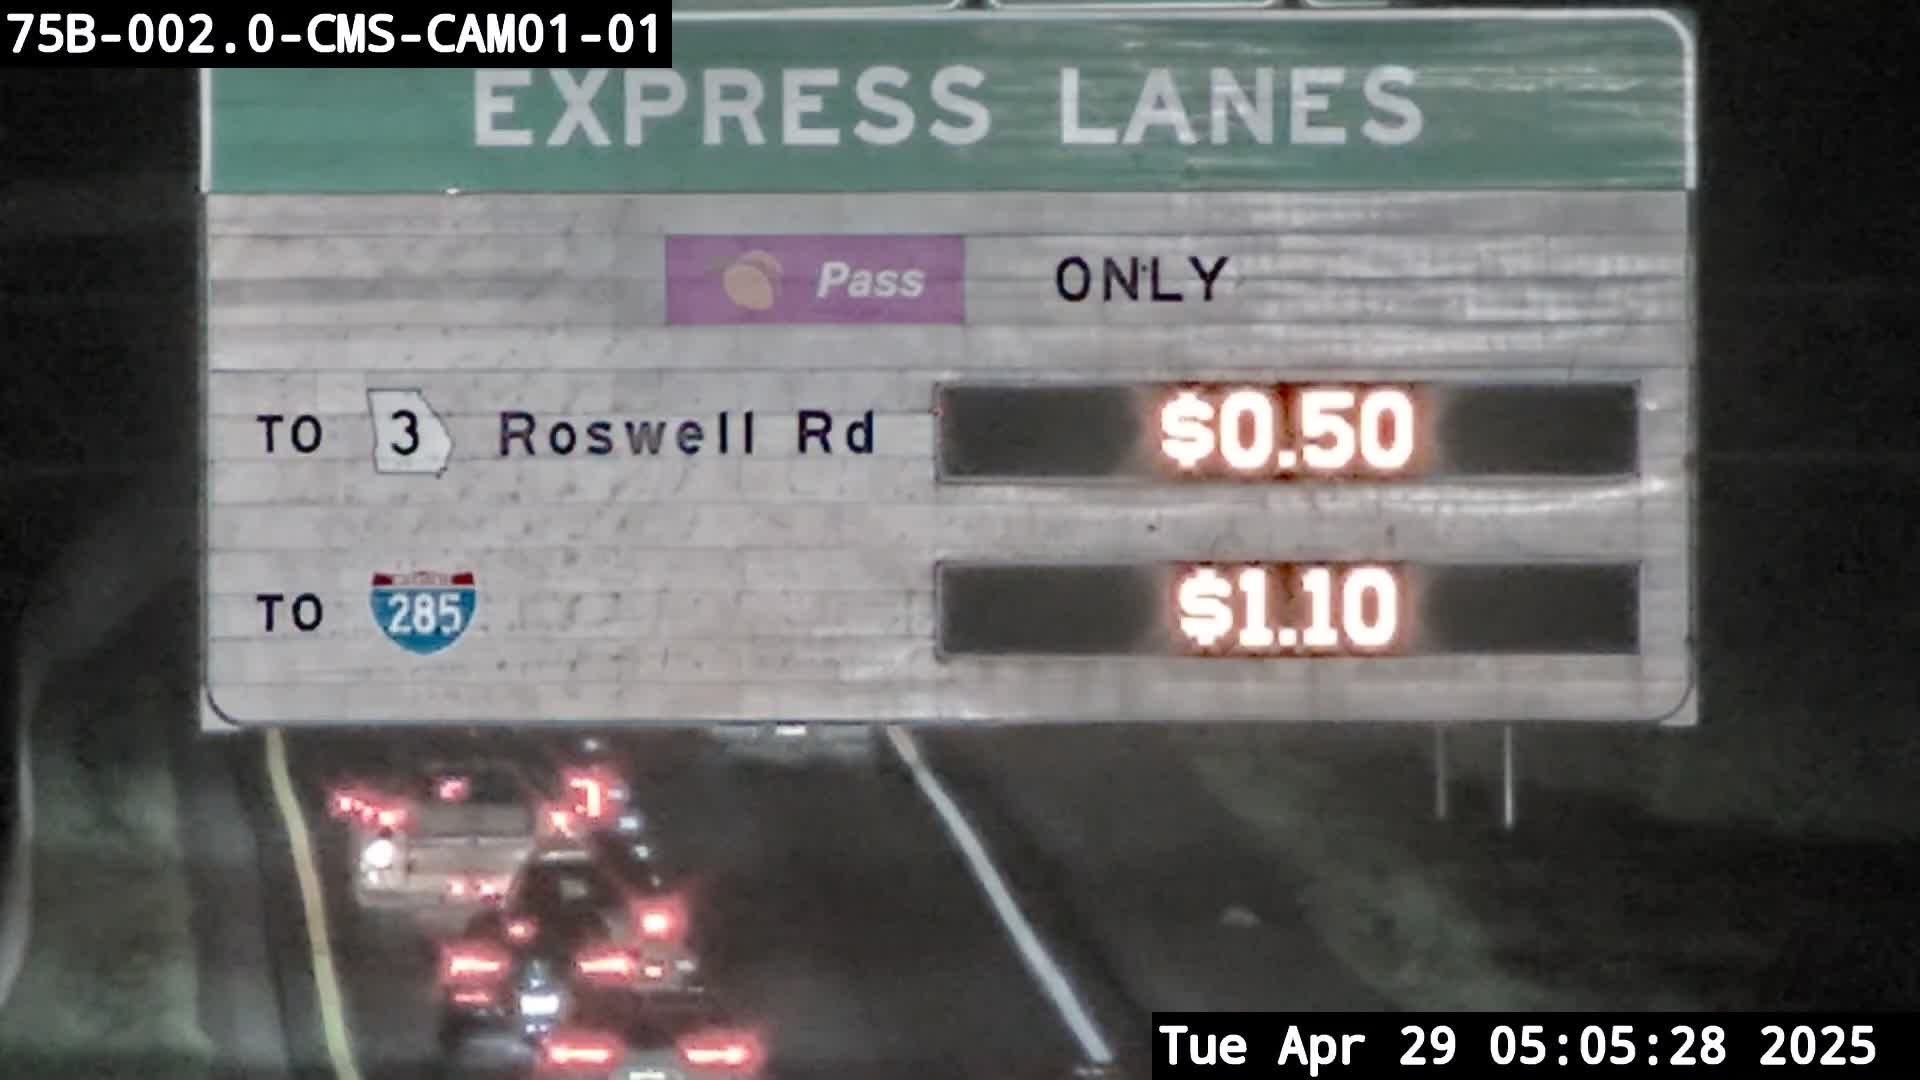 75B-002.0-CMS-CAM01-01
EXPRESS LANES
Pass ONLY
TO 3 Roswell Rd $0.50
TO 285 $1.10
Tue Apr 29 05:05:28 2025